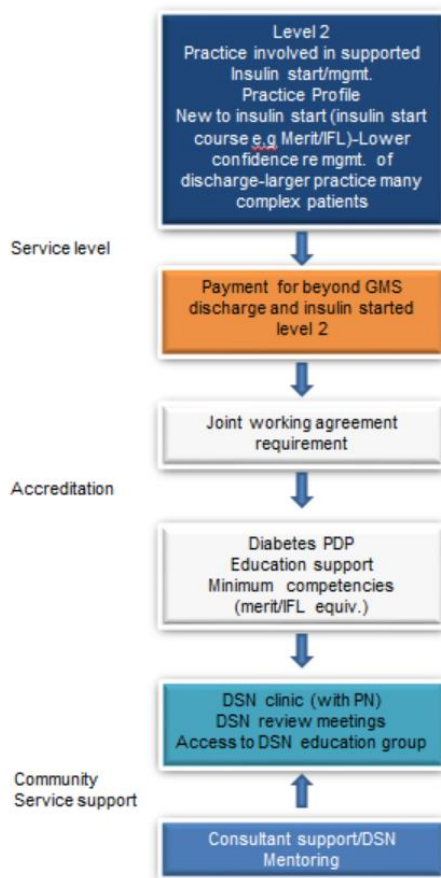 Level 2
Practice involved in supported
Insulin start/mgmt.
Practice Profile
New to insulin start (insulin start
course e.g Merit/IFL)-Lower
confidence re mgmt. of
discharge-larger practice many
complex patients
Service level
Payment for beyond GMS
discharge and insulin started
level 2
Joint working agreement
requirement
Accreditation
Diabetes PDP
Education support
Minimum competencies
(merit/IFL equiv.)
DSN clinic (with PN)
DSN review meetings
Access to DSN education group
Community
Service support
Consultant support/DSN
Mentoring